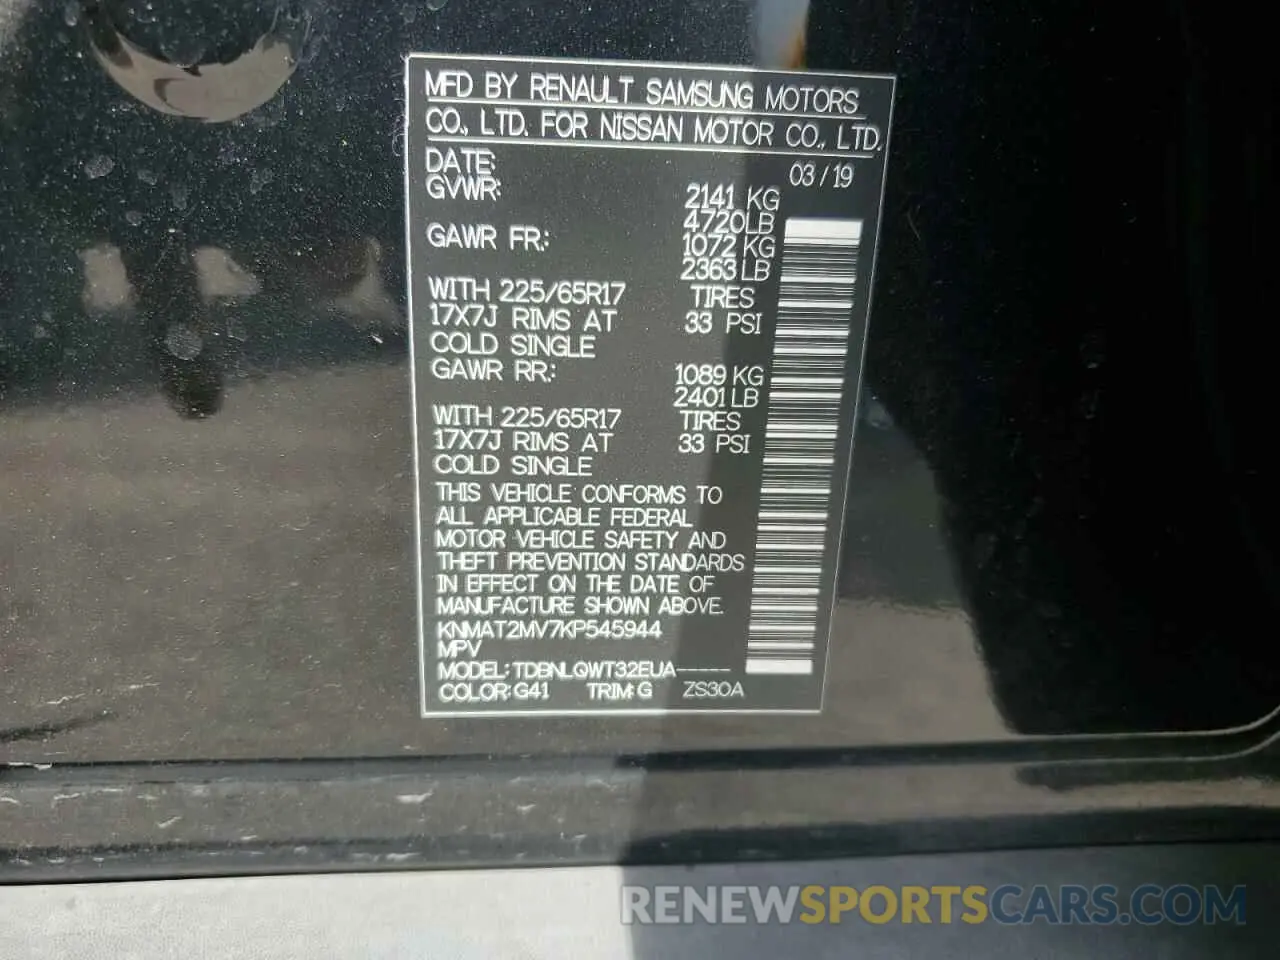 MFD BY RENAULT SAMSUNG MOTORS
CO., LTD. FOR NISSAN MOTOR CO., LTD.
DATE: 03/19
GVWR: 2141 KG
4720LB
GAWR FR.: 1072 KG
2363 LB
WITH 225/65R17 TIRES
17X7J RIMS AT 33 PSI
COLD SINGLE
GAWR RR.: 1089 KG
2401 LB
WITH 225/65R17 TIRES
17X7J RIMS AT 33 PSI
COLD SINGLE
THIS VEHICLE CONFORMS TO
ALL APPLICABLE FEDERAL
MOTOR VEHICLE SAFETY AND
THEFT PREVENTION STANDARDS
IN EFFECT ON THE DATE OF
MANUFACTURE SHOWN ABOVE.
KNMAT2MV7KP545944
MPV
MODEL: TDBNLQWT32EUA-----
COLOR: G41 TRIM: G ZS30A
RENEWSPORTSCARS.COM